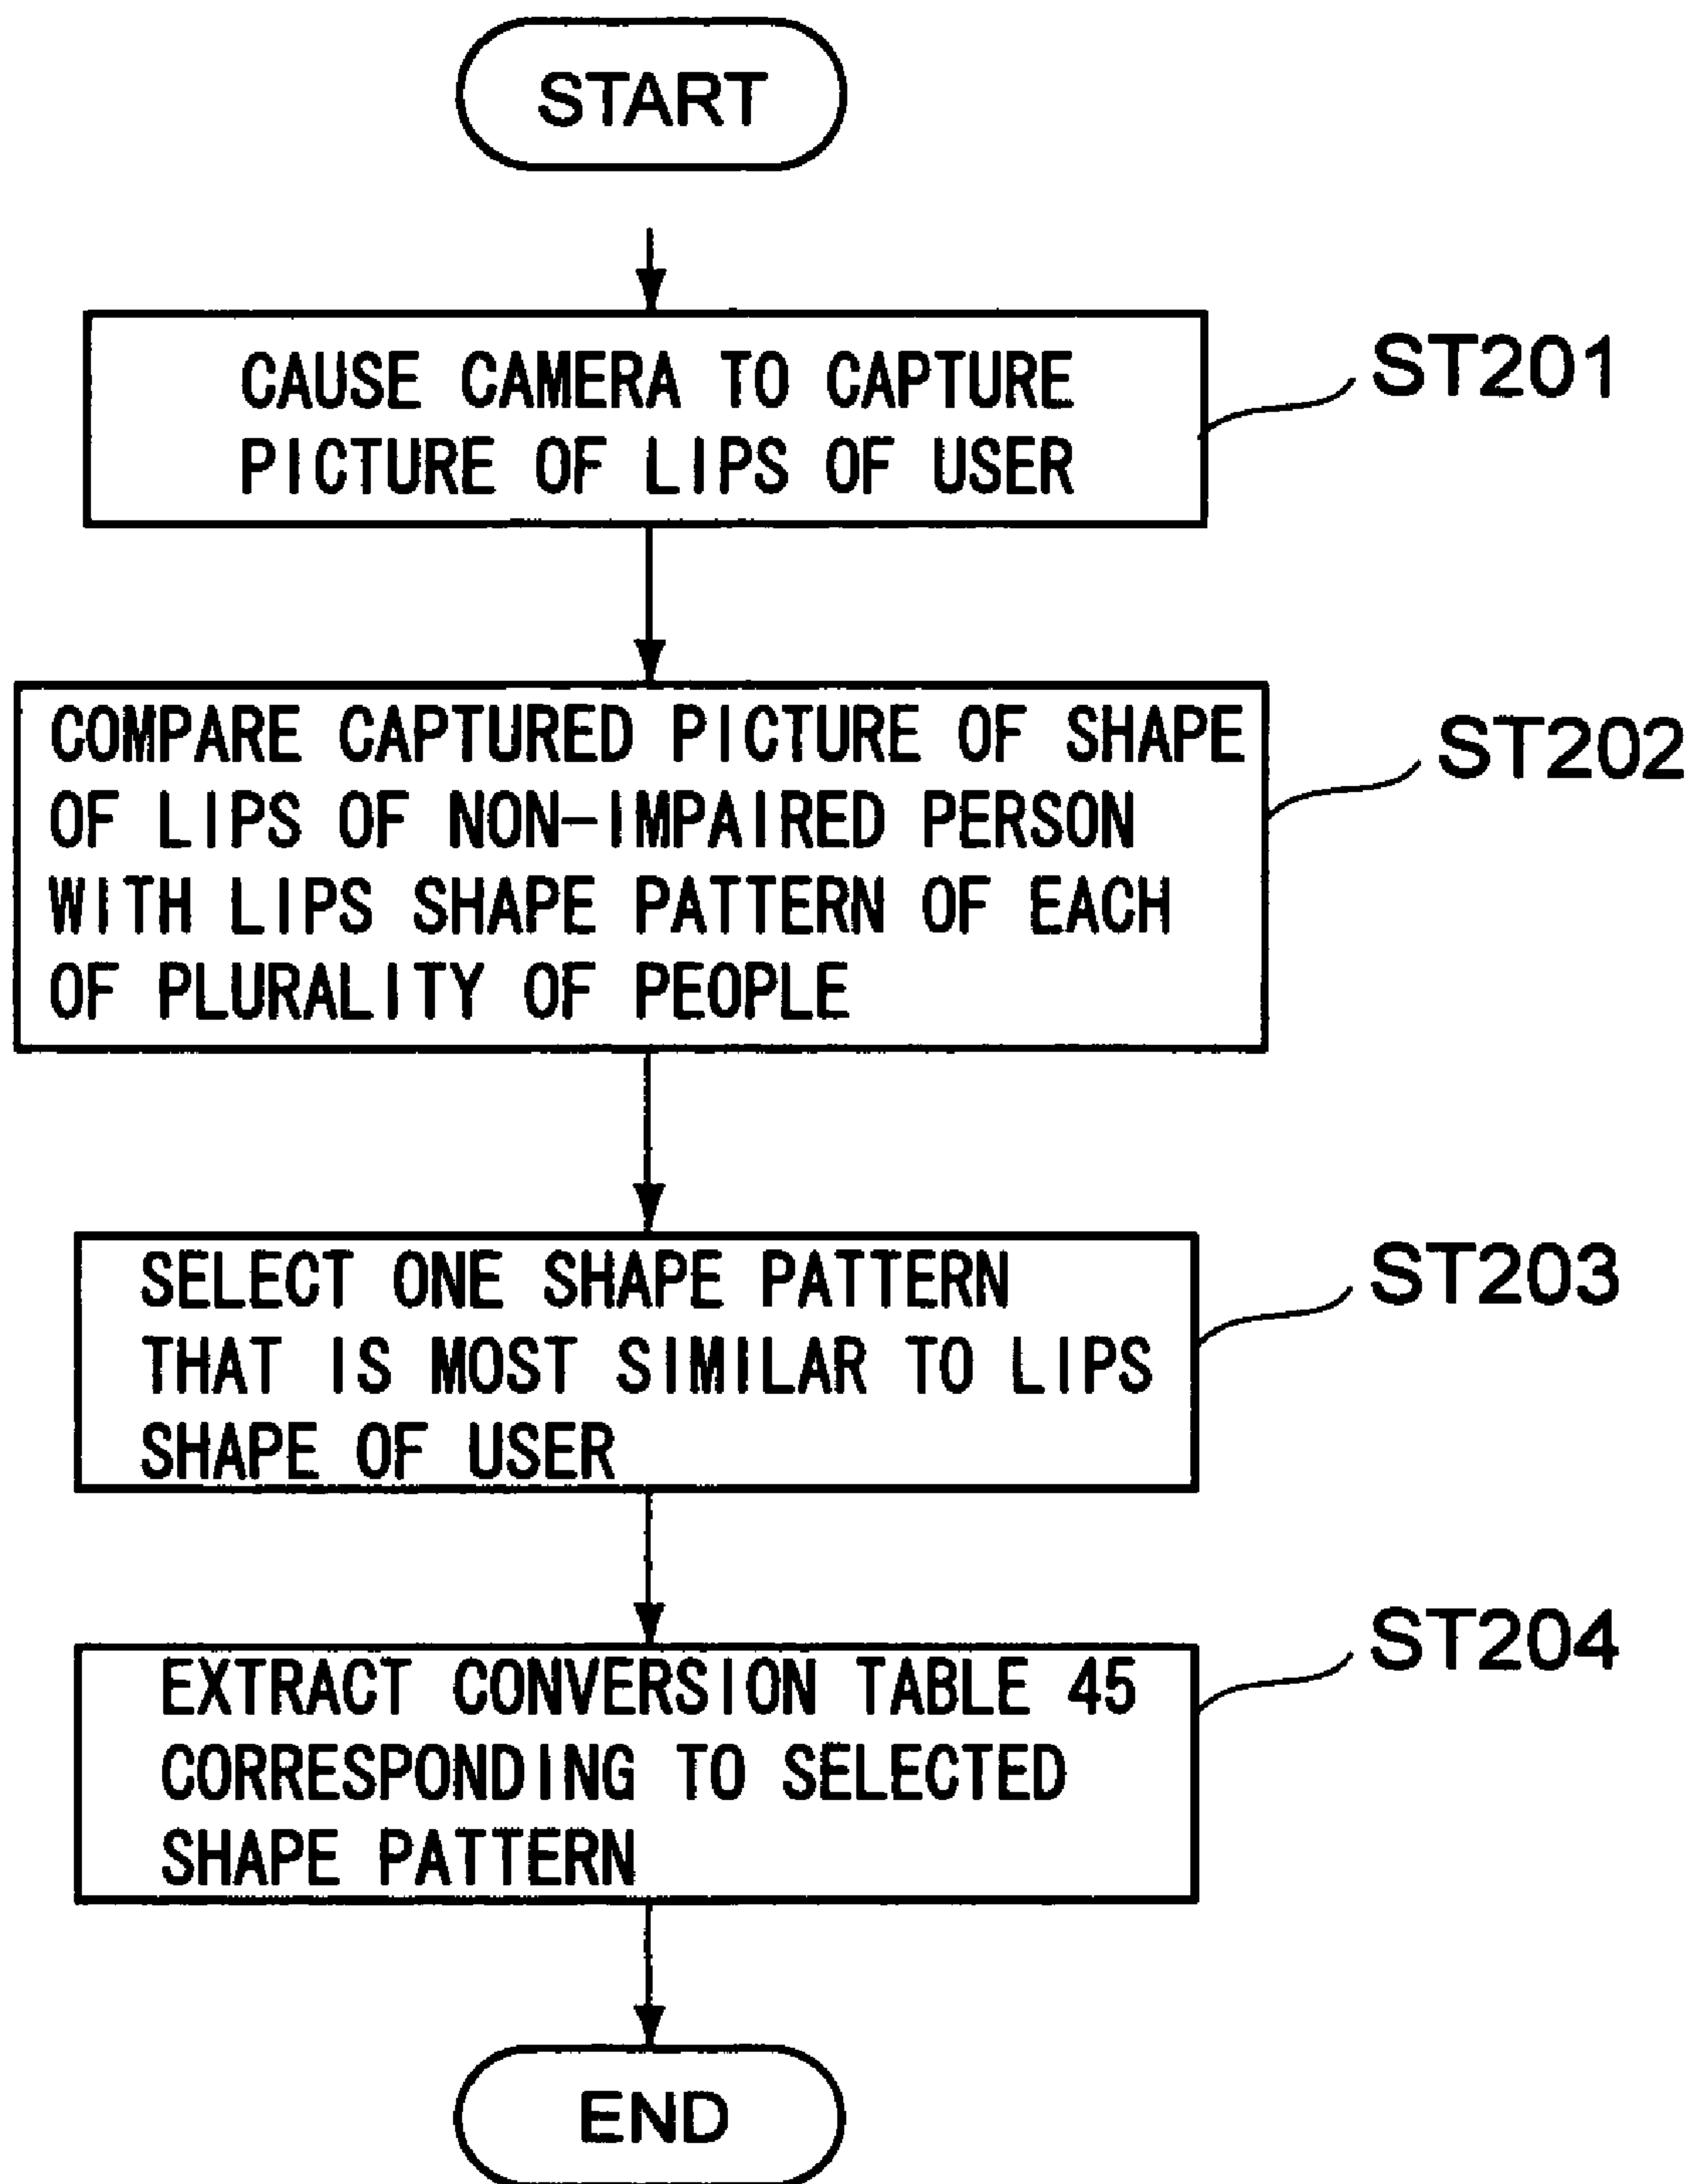 START
CAUSE CAMERA TO CAPTURE
PICTURE OF LIPS OF USER
ST201
COMPARE CAPTURED PICTURE OF SHAPE
OF LIPS OF NON-IMPAIRED PERSON
WITH LIPS SHAPE PATTERN OF EACH
OF PLURALITY OF PEOPLE
ST202
SELECT ONE SHAPE PATTERN
THAT IS MOST SIMILAR TO LIPS
SHAPE OF USER
ST203
EXTRACT CONVERSION TABLE 45
CORRESPONDING TO SELECTED
SHAPE PATTERN
ST204
END